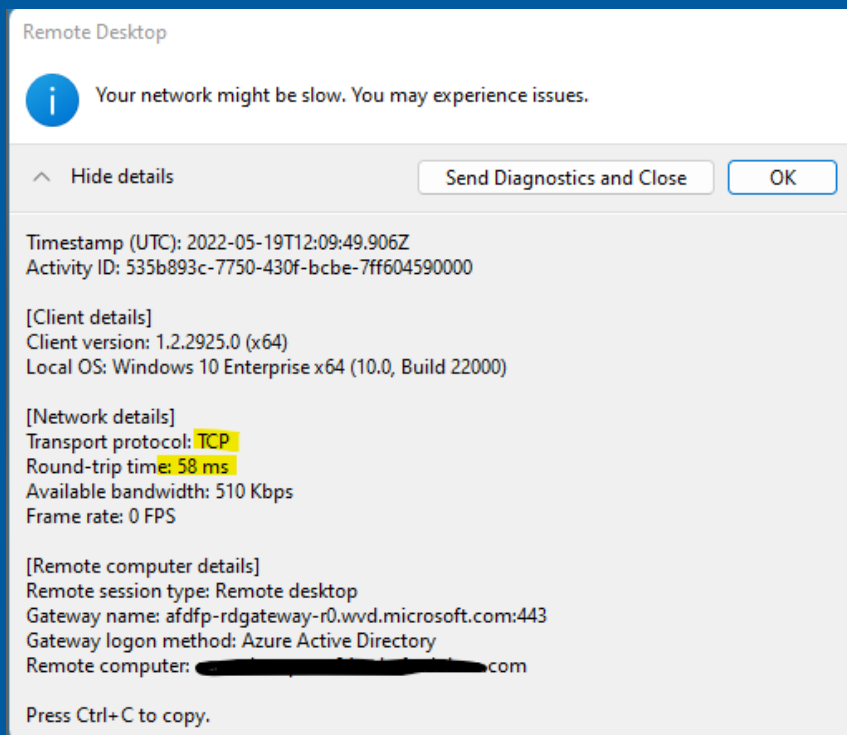 Remote Desktop
Your network might be slow. You may experience issues.
Hide details
Send Diagnostics and Close
OK
Timestamp (UTC): 2022-05-19T12:09:49.906Z
Activity ID: 535b893c-7750-430f-bcbe-7ff604590000
[Client details]
Client version: 1.2.2925.0 (x64)
Local OS: Windows 10 Enterprise x64 (10.0, Build 22000)
[Network details]
Transport protocol: TCP
Round-trip time: 58 ms
Available bandwidth: 510 Kbps
Frame rate: 0 FPS
[Remote computer details]
Remote session type: Remote desktop
Gateway name: afdfp-rdgateway-r0.wvd.microsoft.com:443
Gateway logon method: Azure Active Directory
Remote computer: com
Press Ctrl+C to copy.